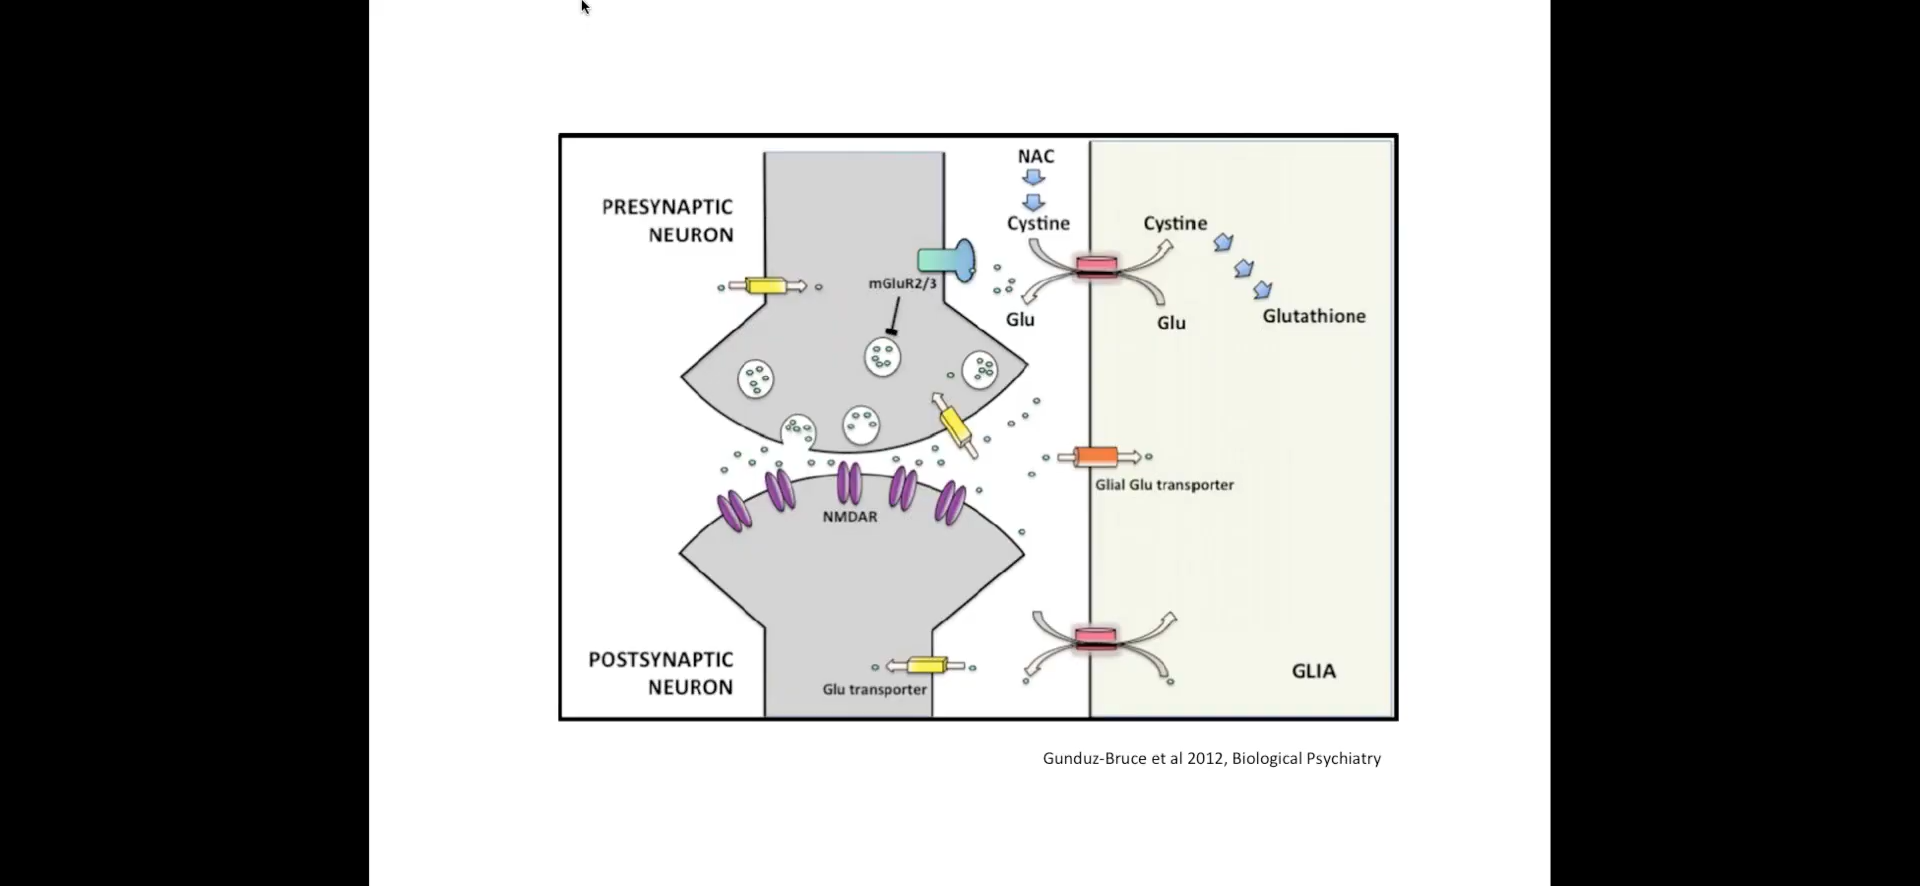 NAC
PRESYNAPTIC
NEURON
Cystine
Cystine
mGluR2/3
Glu
Glu
Glutathione
Glial Glu transporter
NMDAR
POSTSYNAPTIC
NEURON
Glu transporter
GLIA
Gunduz-Bruce et al 2012, Biological Psychiatry